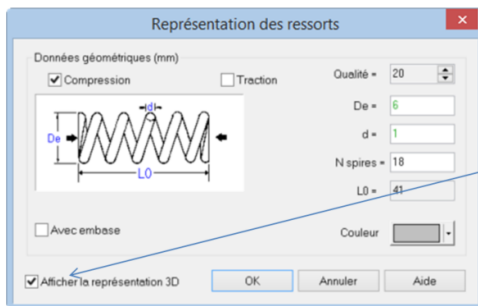 Représentation des ressorts
Données géométriques (mm)
Compression
Traction
Qualité = 20
De = 6
d = 1
N spires = 18
L0 = 41
d
De
L0
Avec embase
Couleur
Afficher la représentation 3D
OK
Annuler
Aide